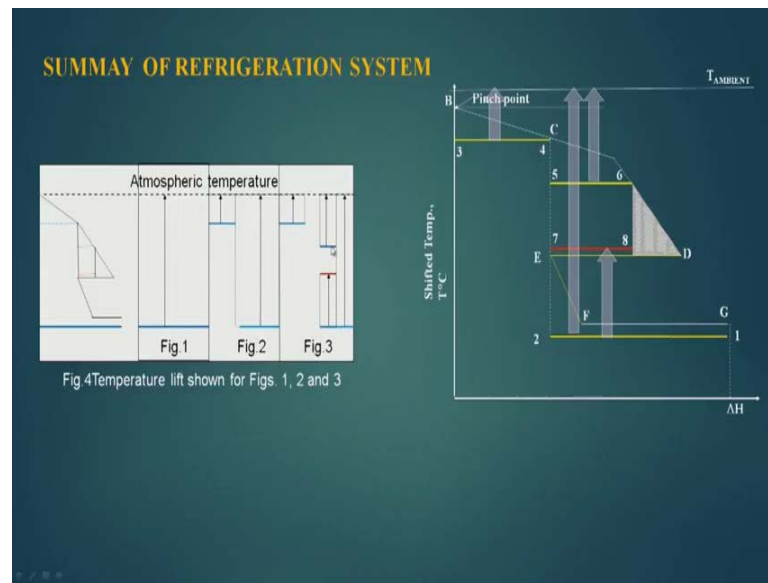 SUMMAY OF REFRIGERATION SYSTEM
T AMBIENT
B
Pinch point
C
3
4
5
6
7
8
E
D
F
G
2
1
ΔH
Shifted Temp.,
T°C
Atmospheric temperature
Fig.1
Fig.2
Fig.3
Fig.4Temperature lift shown for Figs. 1, 2 and 3